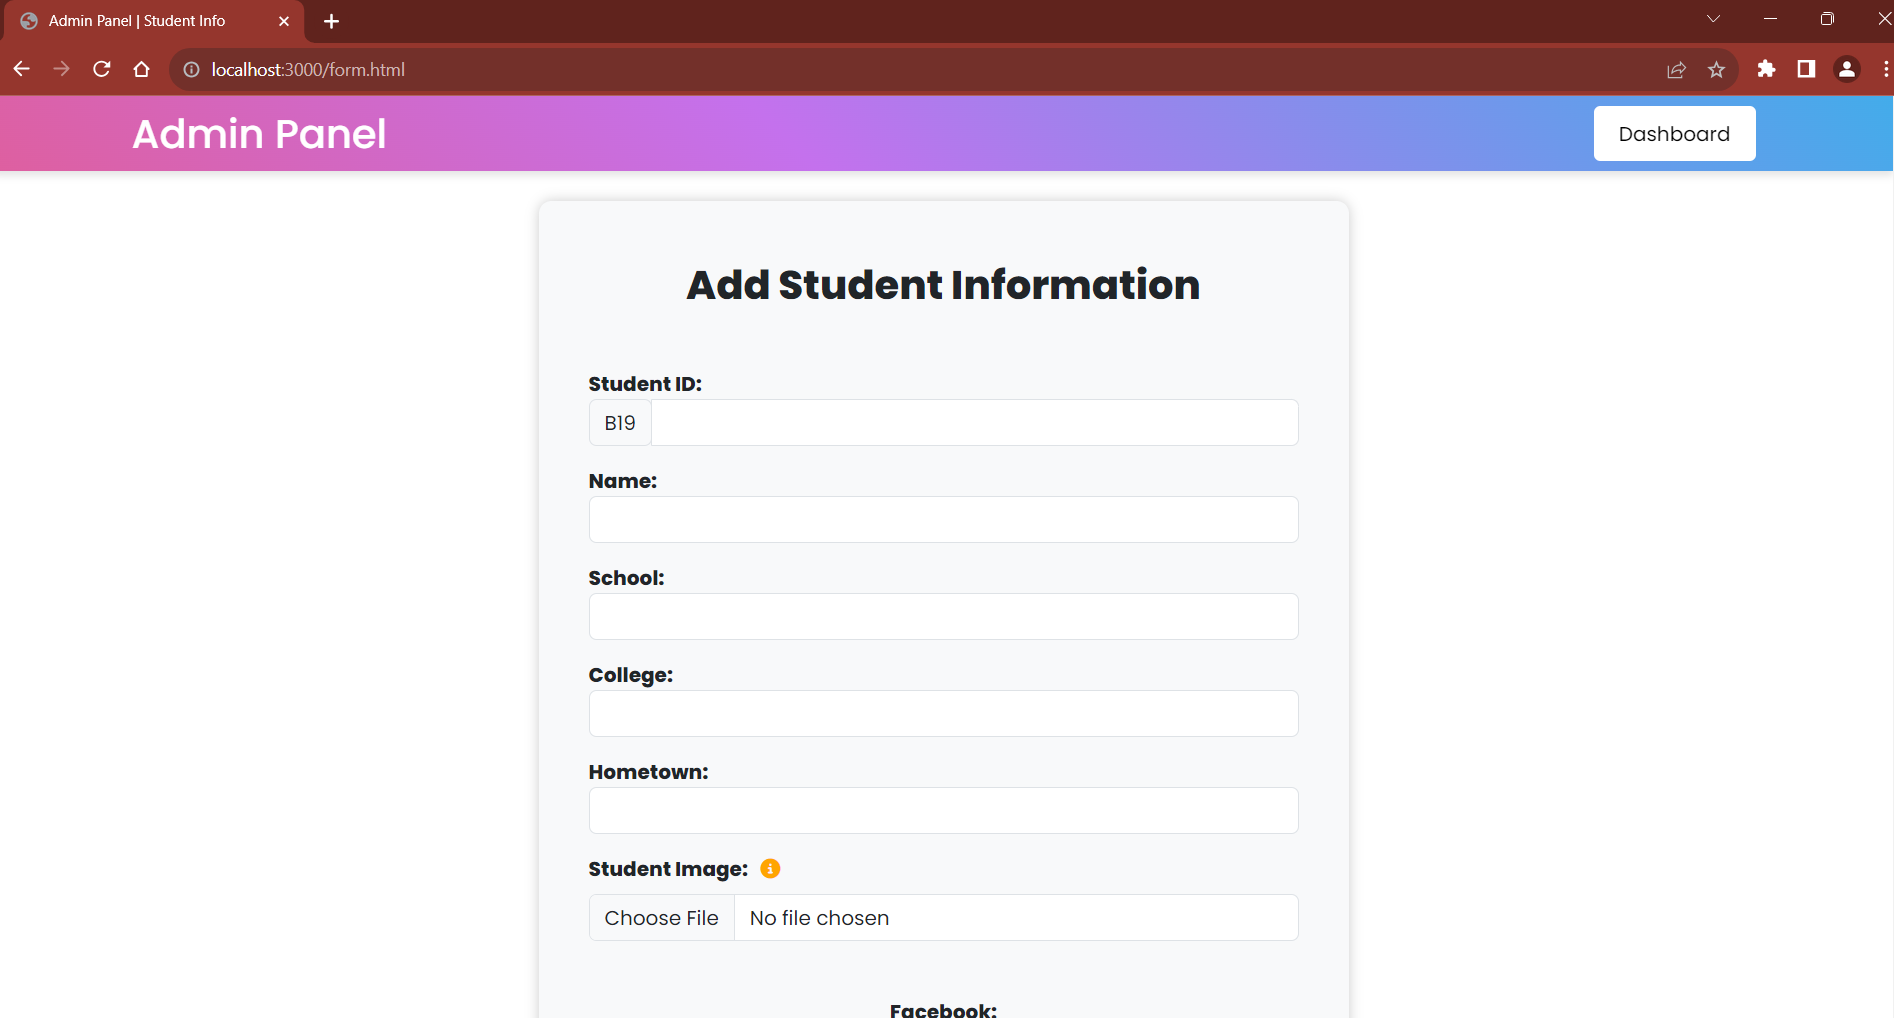 Admin Panel | Student Info
localhost:3000/form.html
Admin Panel
Dashboard
Add Student Information
Student ID:
B19
Name:
School:
College:
Hometown:
Student Image:
Choose File No file chosen
Facebook: